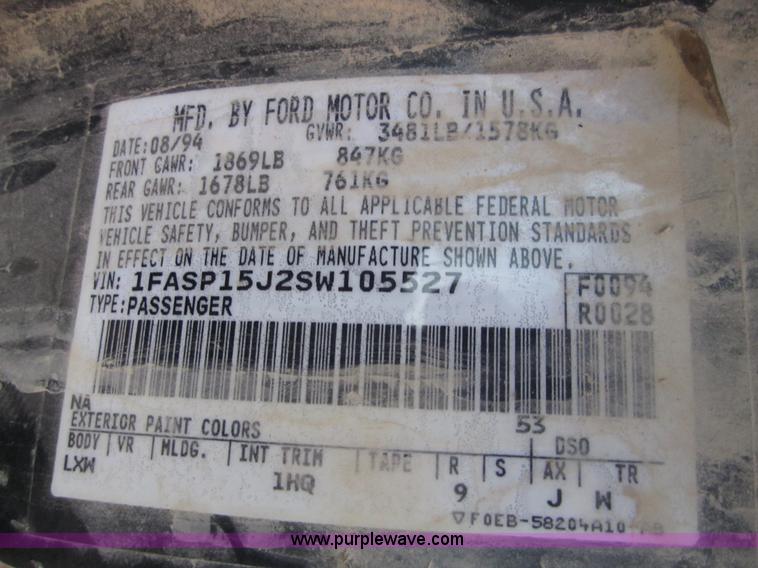 MFD. BY FORD MOTOR CO. IN U.S.A.
DATE: 08/94 GVWR: 3481LB/1578KG
FRONT GAWR: 1869LB 847KG
REAR GAWR: 1678LB 761KG
THIS VEHICLE CONFORMS TO ALL APPLICABLE FEDERAL MOTOR
VEHICLE SAFETY, BUMPER, AND THEFT PREVENTION STANDARDS
IN EFFECT ON THE DATE OF MANUFACTURE SHOWN ABOVE.
VIN: 1FASP15J2SW105527 F0094
TYPE: PASSENGER R0028
NA 53
EXTERIOR PAINT COLORS DSO
BODY VR MLDG. INT TRIM TAPE R S AX TR
LXW 1HQ 9 J W
▽F0EB-58204A10-AB
www.purplewave.com